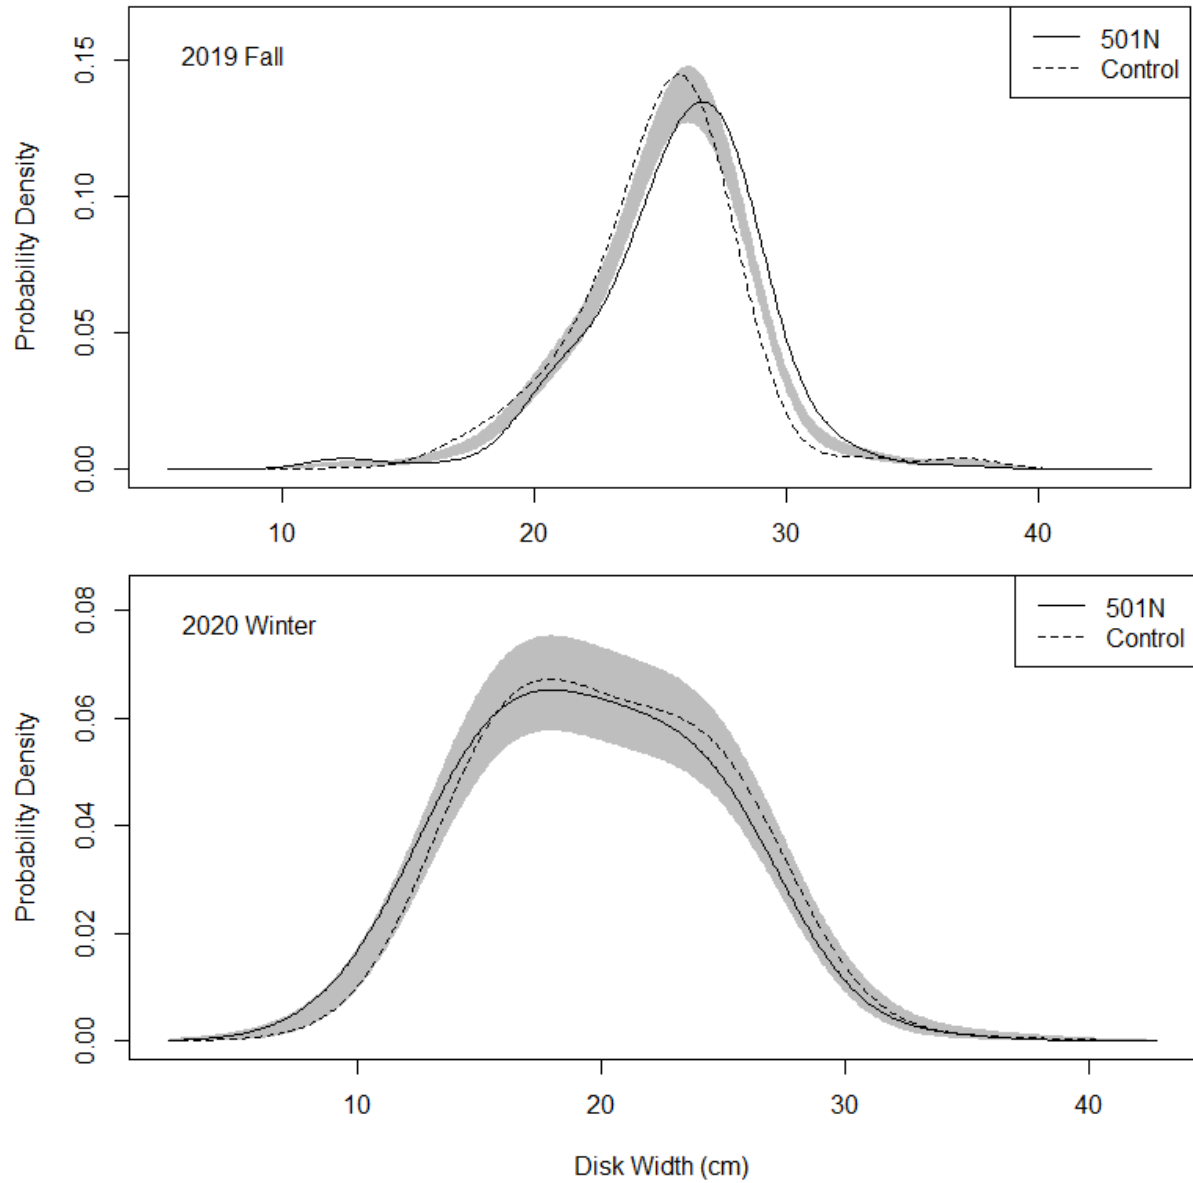 2019 Fall
501N
Control
Probability Density
0.15
0.10
0.05
0.00
10 20 30 40
2020 Winter
501N
Control
Probability Density
0.08
0.06
0.04
0.02
0.00
10 20 30 40
Disk Width (cm)